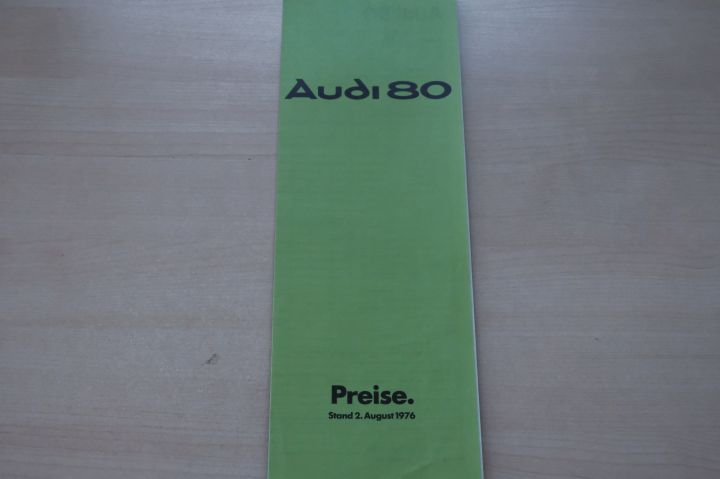 Audi 80
Preise.
Stand 2. August 1976